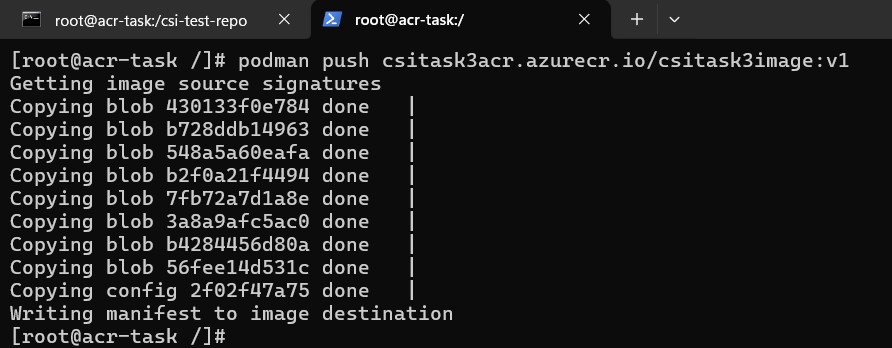 root@acr-task:/csi-test-repo
root@acr-task:/
[root@acr-task /]# podman push csitask3acr.azurecr.io/csitask3image:v1
Getting image source signatures
Copying blob 430133f0e784 done |
Copying blob b728ddb14963 done |
Copying blob 548a5a60eafa done |
Copying blob b2f0a21f4494 done |
Copying blob 7fb72a7d1a8e done |
Copying blob 3a8a9afc5ac0 done |
Copying blob b4284456d80a done |
Copying blob 56fee14d531c done |
Copying config 2f02f47a75 done |
Writing manifest to image destination
[root@acr-task /]#